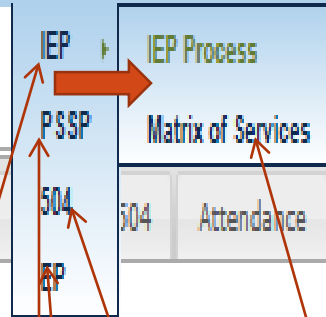 IEP
IEP Process
PSSP
Matrix of Services
504
504
Attendance
EP